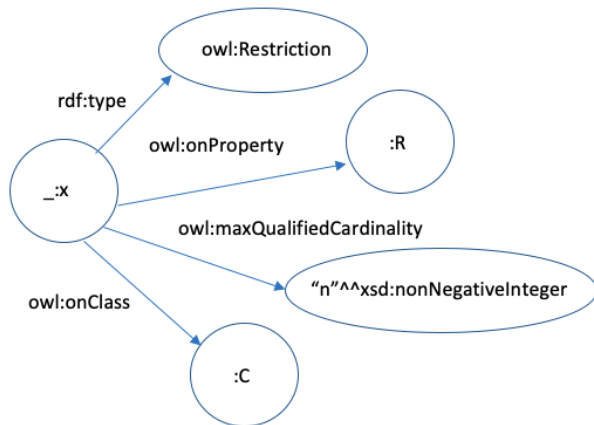 owl:Restriction
rdf:type
owl:onProperty
:R
_:x
owl:maxQualifiedCardinality
“n”^^xsd:nonNegativeInteger
owl:onClass
:C